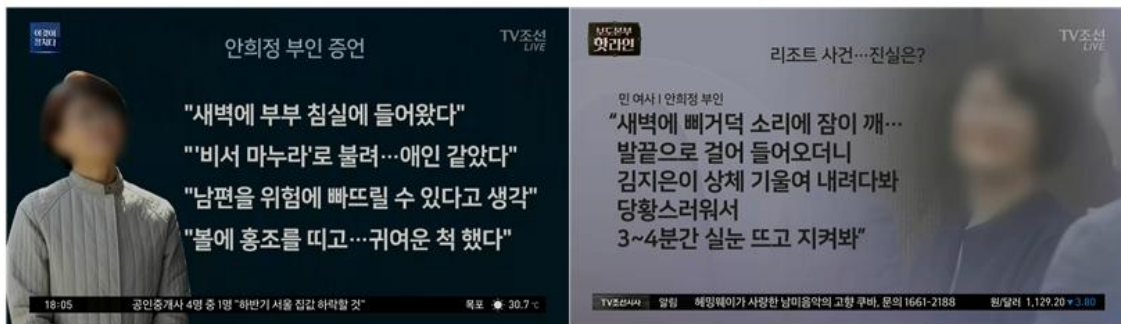 이것이
정치다
안희정 부인 증언
TV조선
LIVE
"새벽에 부부 침실에 들어왔다"
"'비서 마누라'로 불려…애인 같았다"
"남편을 위험에 빠뜨릴 수 있다고 생각"
"볼에 홍조를 띠고…귀여운 척 했다"
18:05 공인중개사 4명 중 1명 "하반기 서울 집값 하락할 것" 목포 30.7℃
보도본부
핫라인
리조트 사건…진실은?
TV조선
LIVE
민 여사 | 안희정 부인
"새벽에 삐거덕 소리에 잠이 깨…
발끝으로 걸어 들어오더니
김지은이 상체 기울여 내려다봐
당황스러워서
3~4분간 실눈 뜨고 지켜봐"
TV조선시사 알림 헤밍웨이가 사랑한 남미음악의 고향 쿠바, 문의 1661-2188 원/달러 1,129.20 ▼3.80